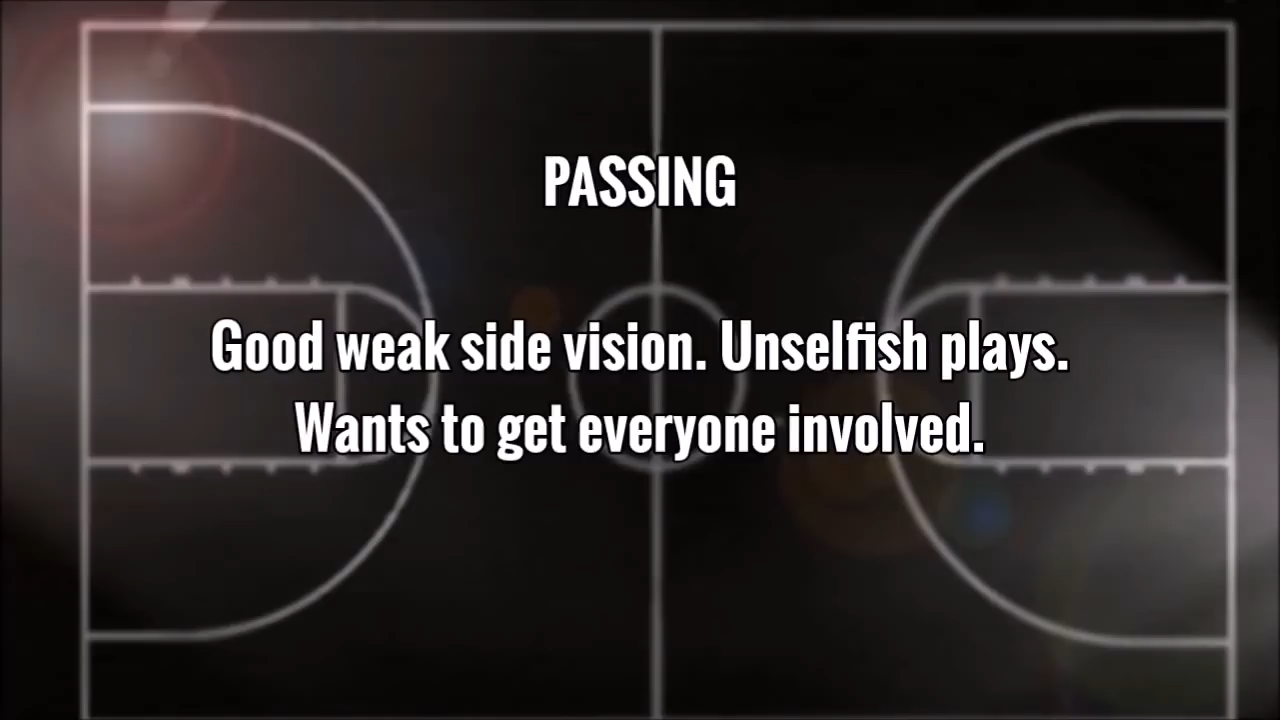 PASSING
Good weak side vision. Unselfish plays.
Wants to get everyone involved.